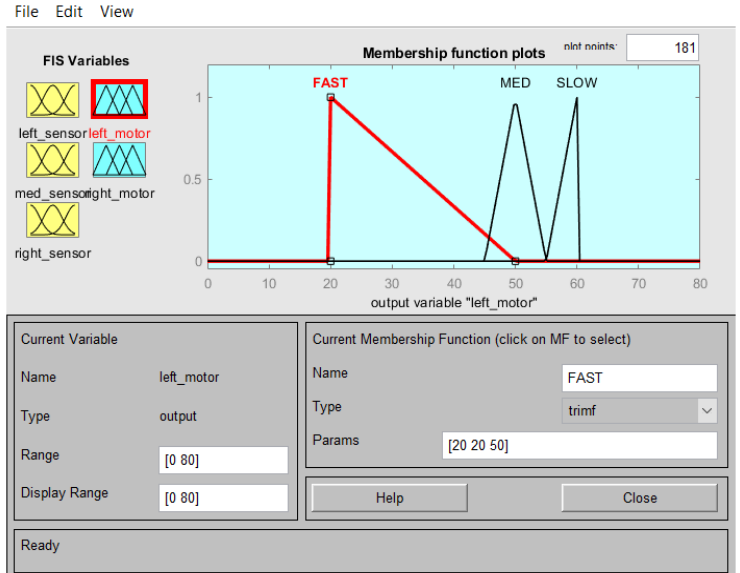 File Edit View
FIS Variables
left_sensor
left_motor
med_sensor
right_motor
right_sensor
Membership function plots
plot points:
181
FAST
MED
SLOW
1
0.5
0
0 10 20 30 40 50 60 70 80
output variable "left_motor"
Current Variable
Name left_motor
Type output
Range [0 80]
Display Range [0 80]
Current Membership Function (click on MF to select)
Name FAST
Type trimf
Params [20 20 50]
Help
Close
Ready